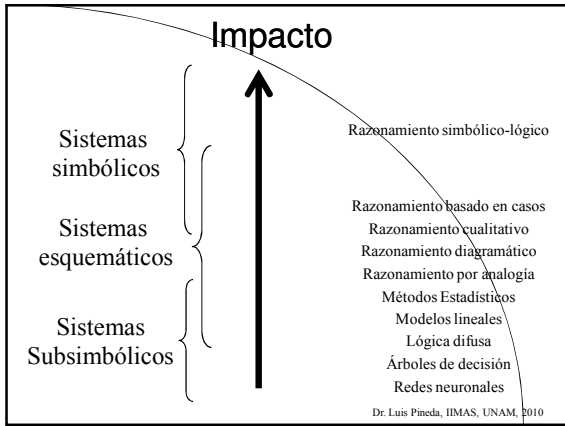 Impacto
Sistemas
simbólicos
Sistemas
esquemáticos
Sistemas
Subsimbólicos
Razonamiento simbólico-lógico
Razonamiento basado en casos
Razonamiento cualitativo
Razonamiento diagramático
Razonamiento por analogía
Métodos Estadísticos
Modelos lineales
Lógica difusa
Árboles de decisión
Redes neuronales
Dr. Luis Pineda, IIMAS, UNAM, 2010